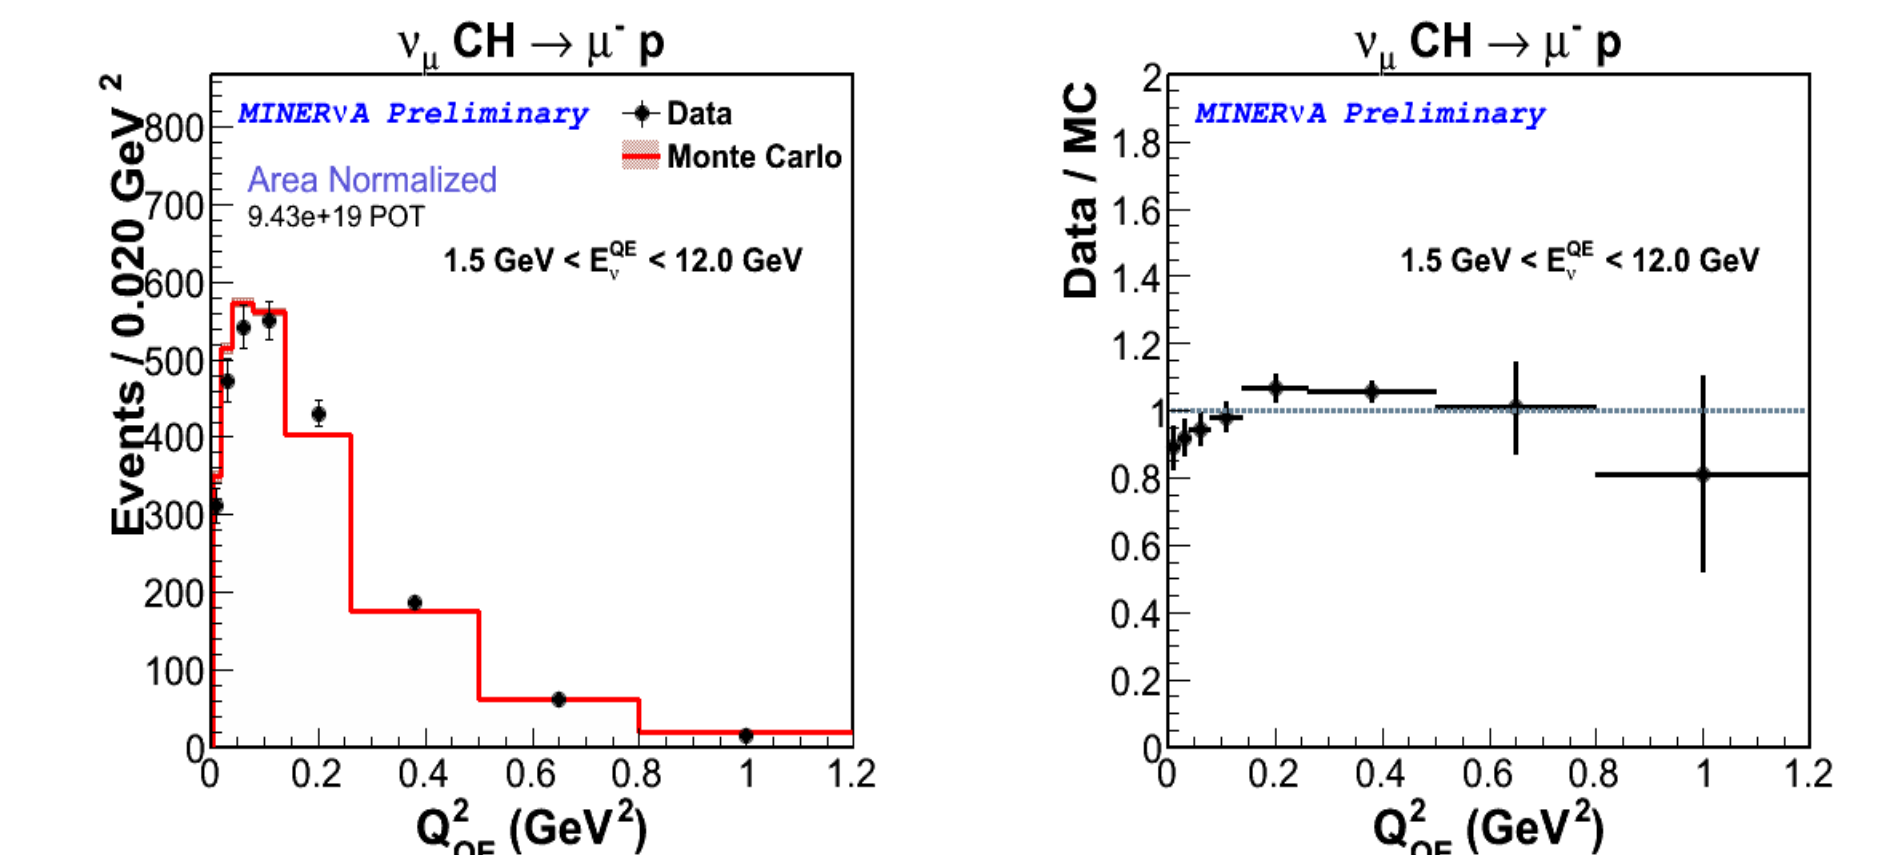 νμ CH → μ⁻ p
Events / 0.020 GeV²
MINERνA Preliminary
Data
Monte Carlo
Area Normalized
9.43e+19 POT
1.5 GeV < E_ν^QE < 12.0 GeV
800
700
600
500
400
300
200
100
0
0 0.2 0.4 0.6 0.8 1 1.2
Q²_QE (GeV²)
νμ CH → μ⁻ p
Data / MC
MINERνA Preliminary
1.5 GeV < E_ν^QE < 12.0 GeV
2
1.8
1.6
1.4
1.2
1
0.8
0.6
0.4
0.2
0
0 0.2 0.4 0.6 0.8 1 1.2
Q²_QE (GeV²)